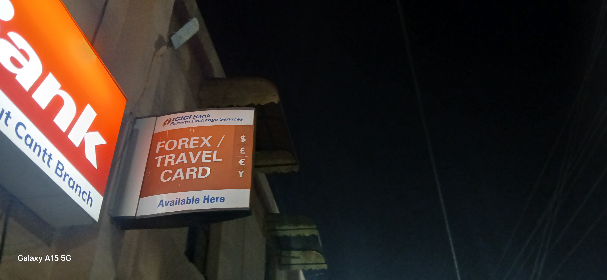 ank
t Cantt Branch
ICICI Bank
FOREX /
TRAVEL
CARD
$
£
€
Y
Available Here
Galaxy A15 5G